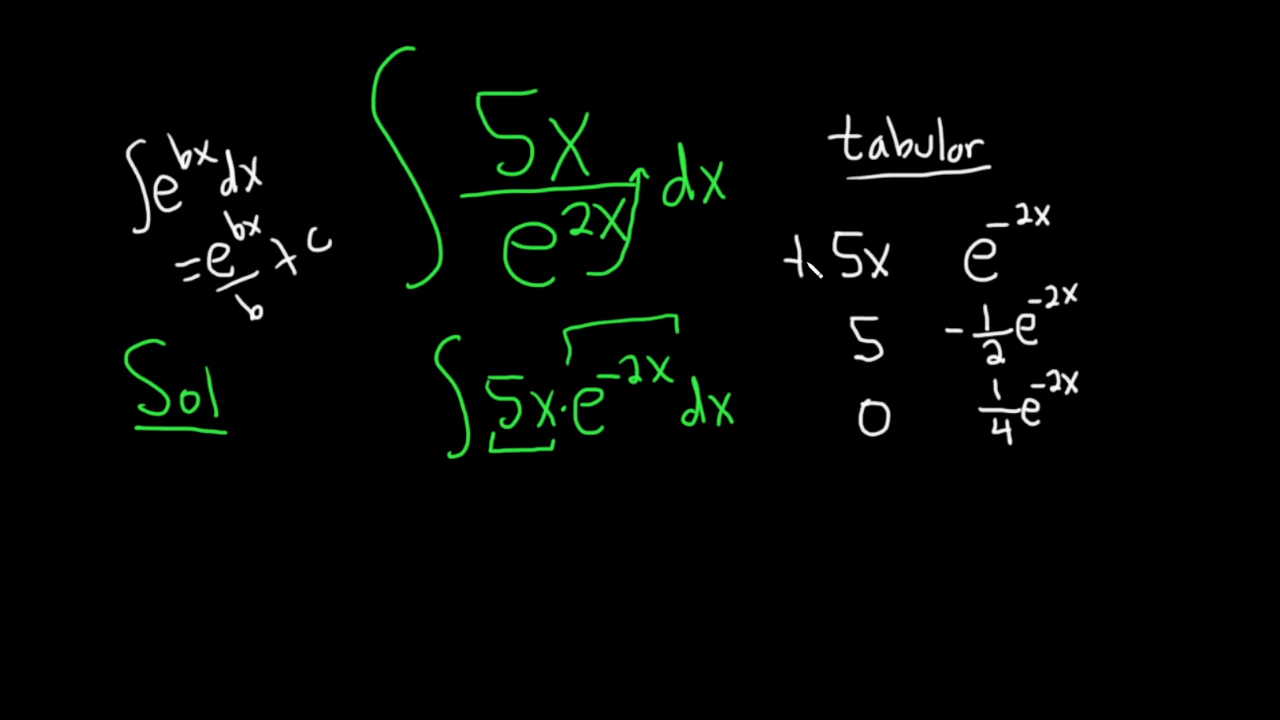 ∫ e^{bx} dx
= e^{bx}/b + c
∫ 5x/e^{2x} dx
Sol
∫ 5x · e^{-2x} dx
tabulor
+ 5x e^{-2x}
5 -1/2 e^{-2x}
0 1/4 e^{-2x}